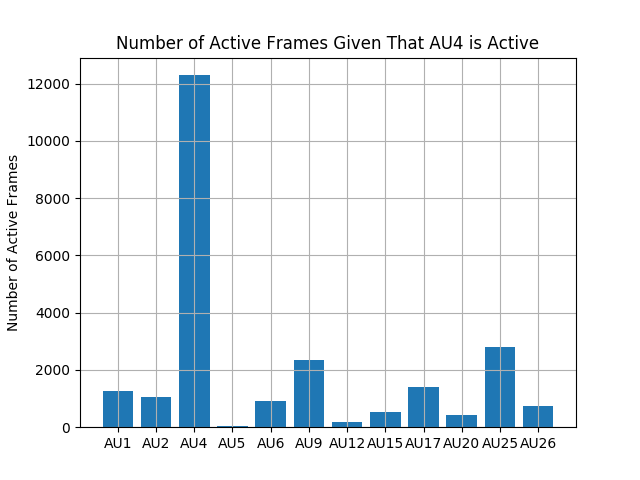 Number of Active Frames Given That AU4 is Active
Number of Active Frames
12000
10000
8000
6000
4000
2000
0
AU1 AU2 AU4 AU5 AU6 AU9 AU12 AU15 AU17 AU20 AU25 AU26